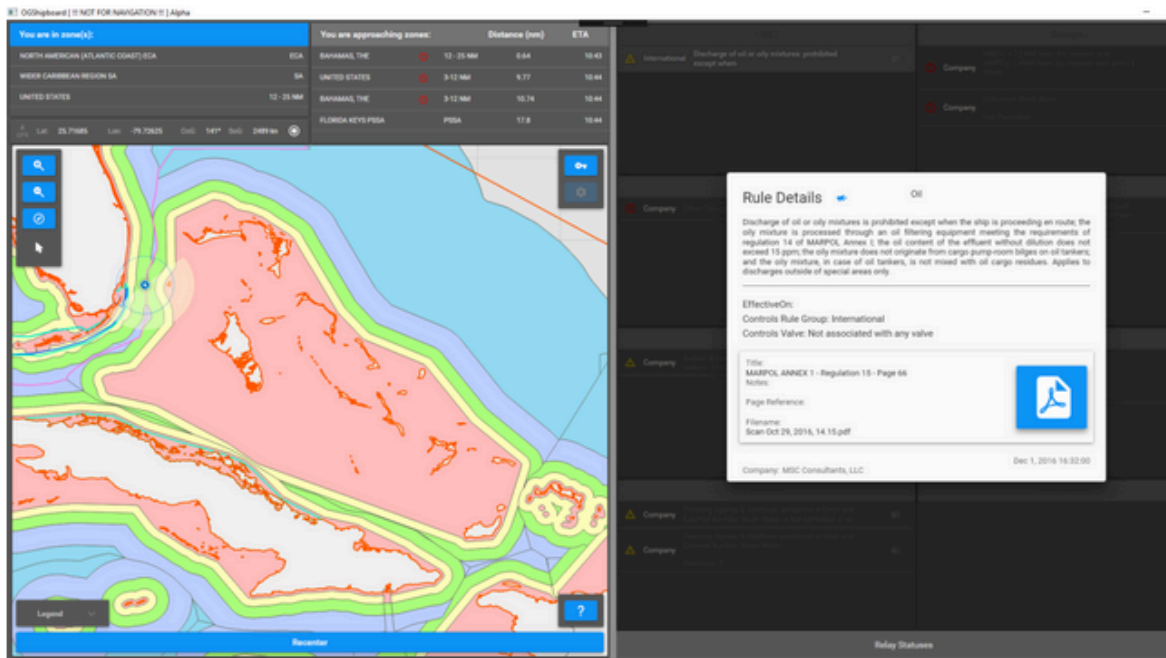 OGShipboard [ !!! NOT FOR NAVIGATION !!! ] Alpha
You are in zone(s):
NORTH AMERICAN (ATLANTIC COAST) ECA ECA
WIDER CARIBBEAN REGION SA SA
UNITED STATES 12 - 25 NM
You are approaching zones: Distance (nm) ETA
BAHAMAS, THE 12 - 25 NM 0.64 10:43
UNITED STATES 3-12 NM 9.77 10:44
BAHAMAS, THE 3-12 NM 10.74 10:44
FLORIDA KEYS PSSA PSSA 17.8 10:44
Lat: 25.71685 Lon: -79.72625 CoG: 141° SoG: 2489 kn
Legend
?
Recenter
International Discharge of oil or oily mixtures prohibited
except when
Company
Company
Company
Company
Company
Company
Rule Details Oil
Discharge of oil or oily mixtures is prohibited except when the ship is proceeding en route; the
oily mixture is processed through an oil filtering equipment meeting the requirements of
regulation 14 of MARPOL Annex I; the oil content of the effluent without dilution does not
exceed 15 ppm; the oily mixture does not originate from cargo pump-room bilges on oil tankers;
and the oily mixture, in case of oil tankers, is not mixed with oil cargo residues. Applies to
discharges outside of special areas only.
EffectiveOn:
Controls Rule Group: International
Controls Valve: Not associated with any valve
Title:
MARPOL ANNEX 1 - Regulation 15 - Page 66
Notes:
Page Reference:
Filename:
Scan Oct 29, 2016, 14.15.pdf
Dec 1, 2016 16:32:00
Company: MSC Consultants, LLC
Relay Statuses